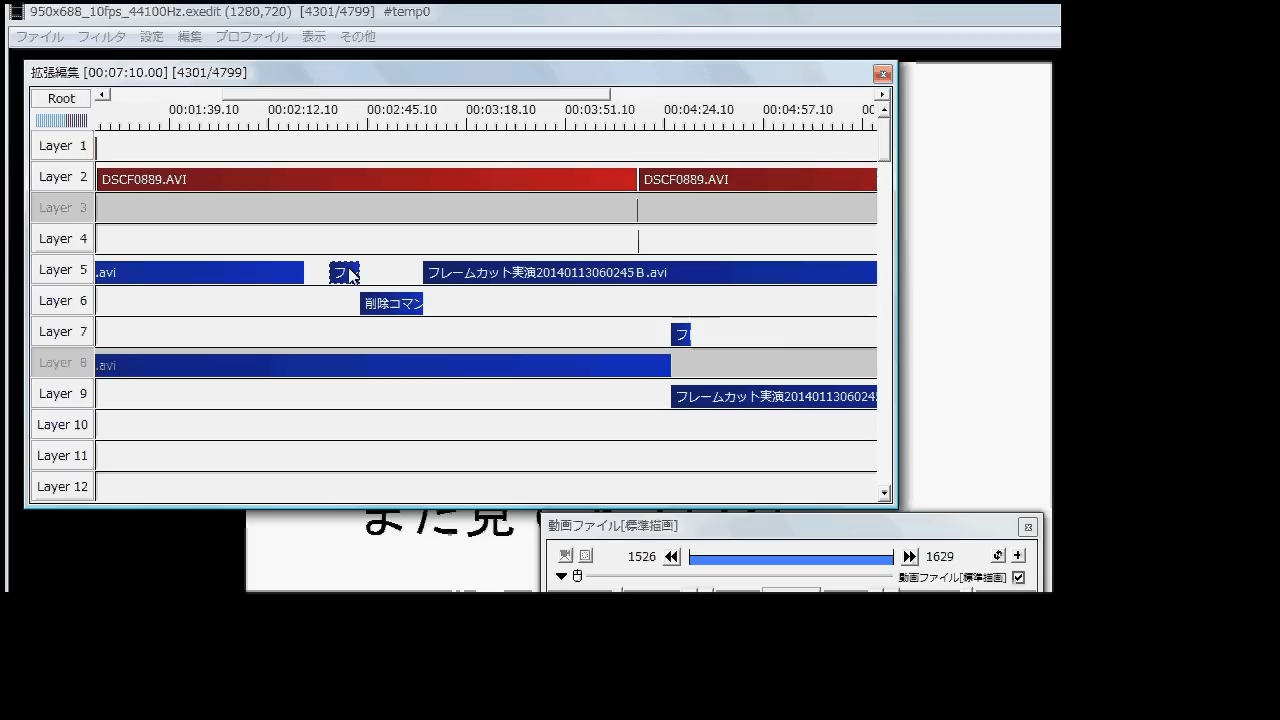 950x688_10fps_44100Hz.exedit (1280,720) [4301/4799] #temp0
ファイル フィルタ 設定 編集 プロファイル 表示 その他
拡張編集 [00:07:10.00] [4301/4799]
Root
00:01:39.10 00:02:12.10 00:02:45.10 00:03:18.10 00:03:51.10 00:04:24.10 00:04:57.10 00
Layer 1
Layer 2 DSCF0889.AVI DSCF0889.AVI
Layer 3
Layer 4
Layer 5 .avi フ フレームカット実演20140113060245B.avi
Layer 6 削除コマン
Layer 7 フ
Layer 8 .avi
Layer 9 フレームカット実演2014011306024
Layer 10
Layer 11
Layer 12
また見
動画ファイル[標準描画]
1526 1629
動画ファイル[標準描画]